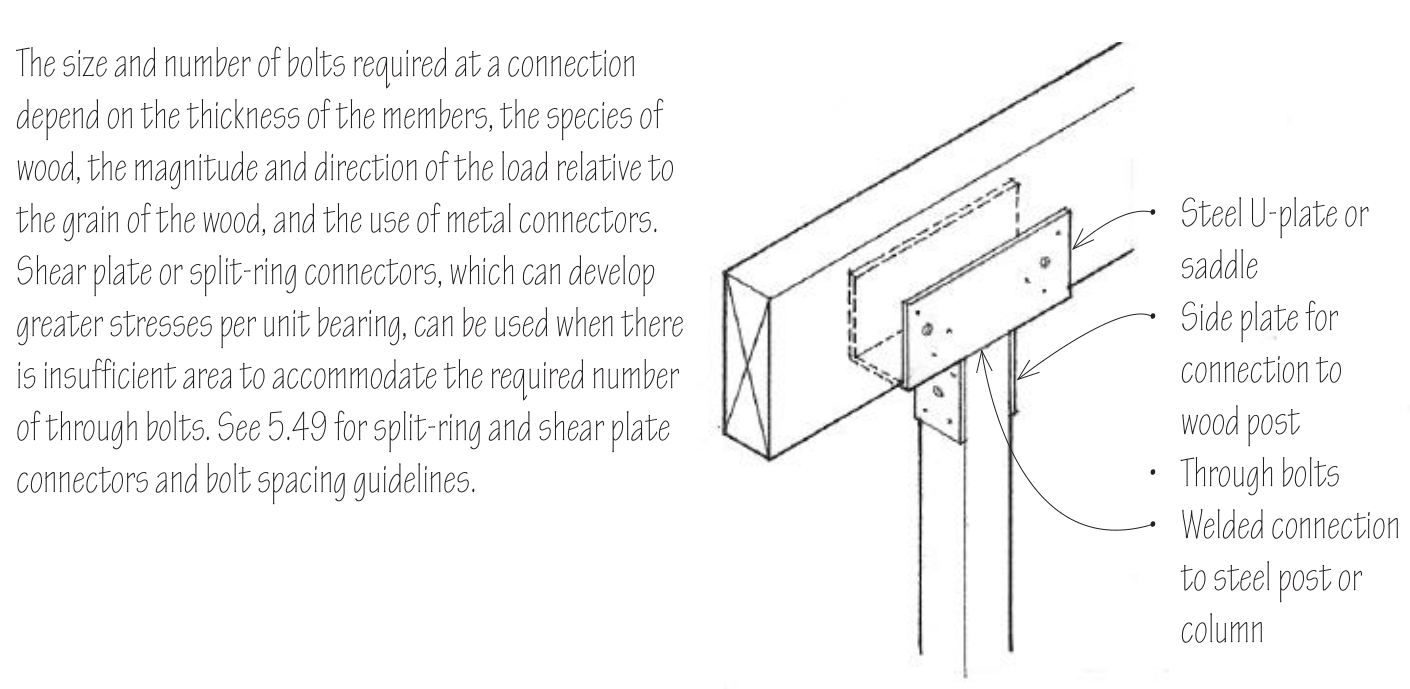 The size and number of bolts required at a connection
depend on the thickness of the members, the species of
wood, the magnitude and direction of the load relative to
the grain of the wood, and the use of metal connectors.
Shear plate or split-ring connectors, which can develop
greater stresses per unit bearing, can be used when there
is insufficient area to accommodate the required number
of through bolts. See 5.49 for split-ring and shear plate
connectors and bolt spacing guidelines.
• Steel U-plate or
saddle
• Side plate for
connection to
wood post
• Through bolts
• Welded connection
to steel post or
column